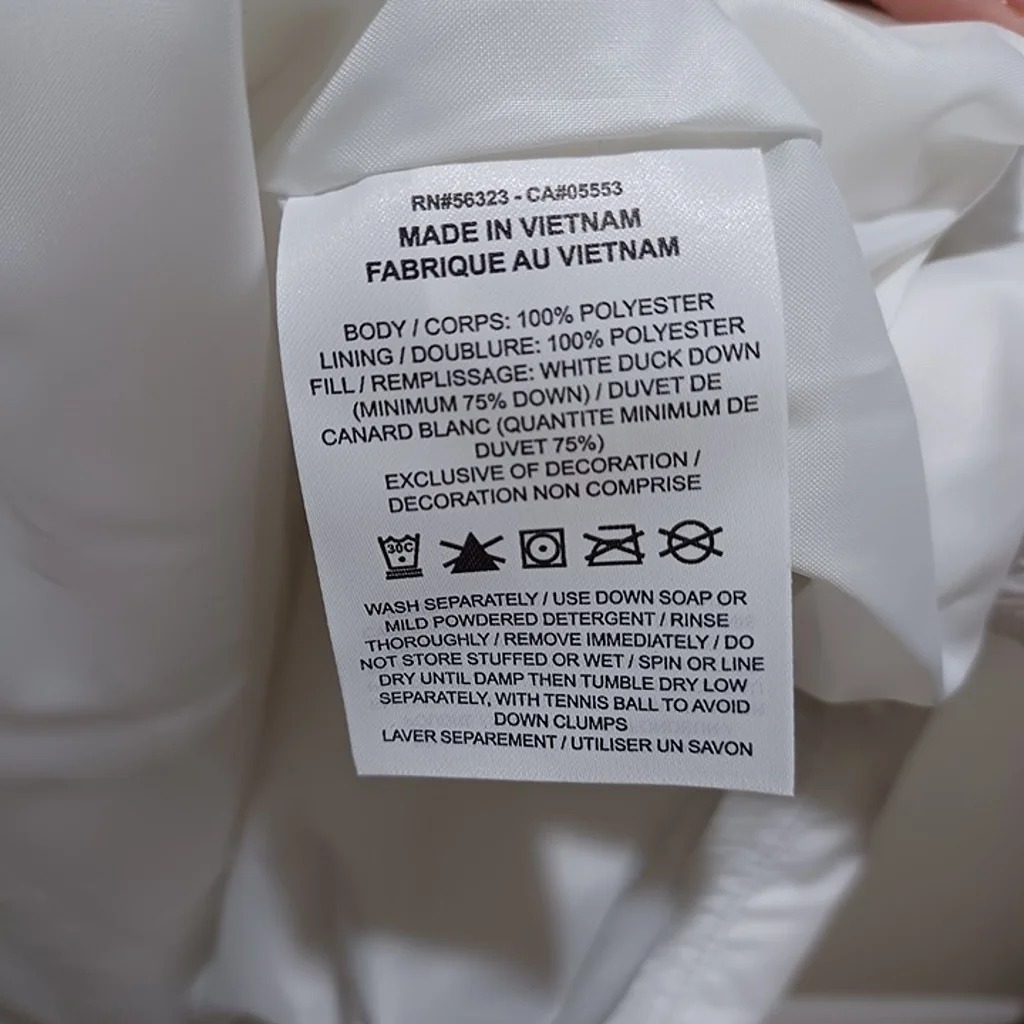 RN#56323 - CA#05553
MADE IN VIETNAM
FABRIQUE AU VIETNAM
BODY / CORPS: 100% POLYESTER
LINING / DOUBLURE: 100% POLYESTER
FILL / REMPLISSAGE: WHITE DUCK DOWN
(MINIMUM 75% DOWN) / DUVET DE
CANARD BLANC (QUANTITE MINIMUM DE
DUVET 75%)
EXCLUSIVE OF DECORATION /
DECORATION NON COMPRISE
30C
WASH SEPARATELY / USE DOWN SOAP OR
MILD POWDERED DETERGENT / RINSE
THOROUGHLY / REMOVE IMMEDIATELY / DO
NOT STORE STUFFED OR WET / SPIN OR LINE
DRY UNTIL DAMP THEN TUMBLE DRY LOW
SEPARATELY, WITH TENNIS BALL TO AVOID
DOWN CLUMPS
LAVER SEPAREMENT / UTILISER UN SAVON